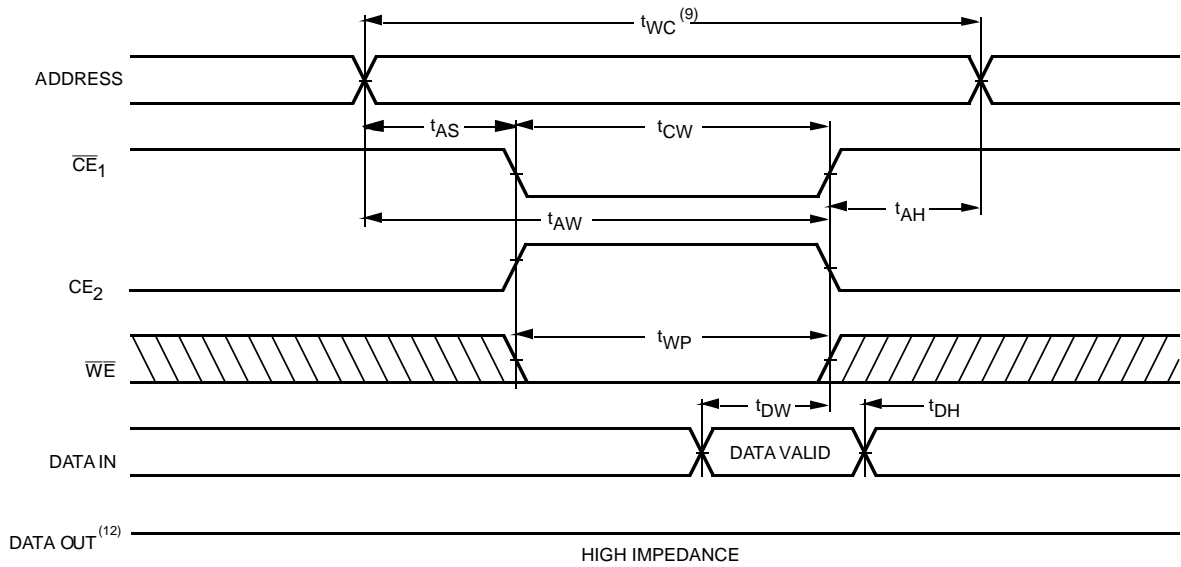 tWC(9)
ADDRESS
tAS
tCW
CE1
tAW
tAH
CE2
tWP
WE
tDW
tDH
DATA IN
DATA VALID
DATA OUT(12)
HIGH IMPEDANCE